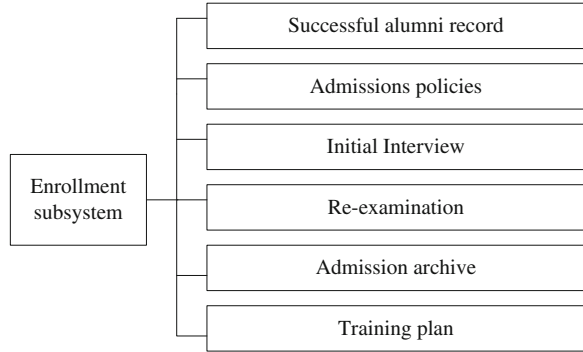 Successful alumni record
Admissions policies
Initial Interview
Enrollment
subsystem
Re-examination
Admission archive
Training plan